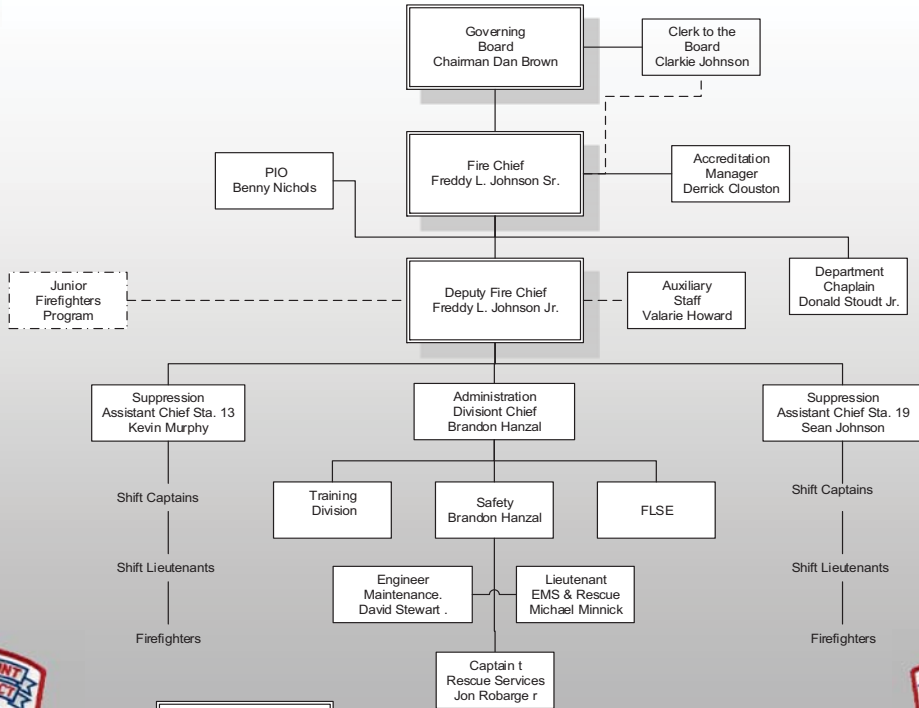 Governing
Board
Chairman Dan Brown
Clerk to the
Board
Clarkie Johnson
Fire Chief
Freddy L. Johnson Sr.
PIO
Benny Nichols
Accreditation
Manager
Derrick Clouston
Junior
Firefighters
Program
Deputy Fire Chief
Freddy L. Johnson Jr.
Auxiliary
Staff
Valarie Howard
Department
Chaplain
Donald Stoudt Jr.
Suppression
Assistant Chief Sta. 13
Kevin Murphy
Administration
Divisiont Chief
Brandon Hanzal
Suppression
Assistant Chief Sta. 19
Sean Johnson
Shift Captains
Training
Division
Safety
Brandon Hanzal
FLSE
Shift Captains
Shift Lieutenants
Engineer
Maintenance.
David Stewart .
Lieutenant
EMS & Rescue
Michael Minnick
Shift Lieutenants
Firefighters
Firefighters
Captain t
Rescue Services
Jon Robarge r